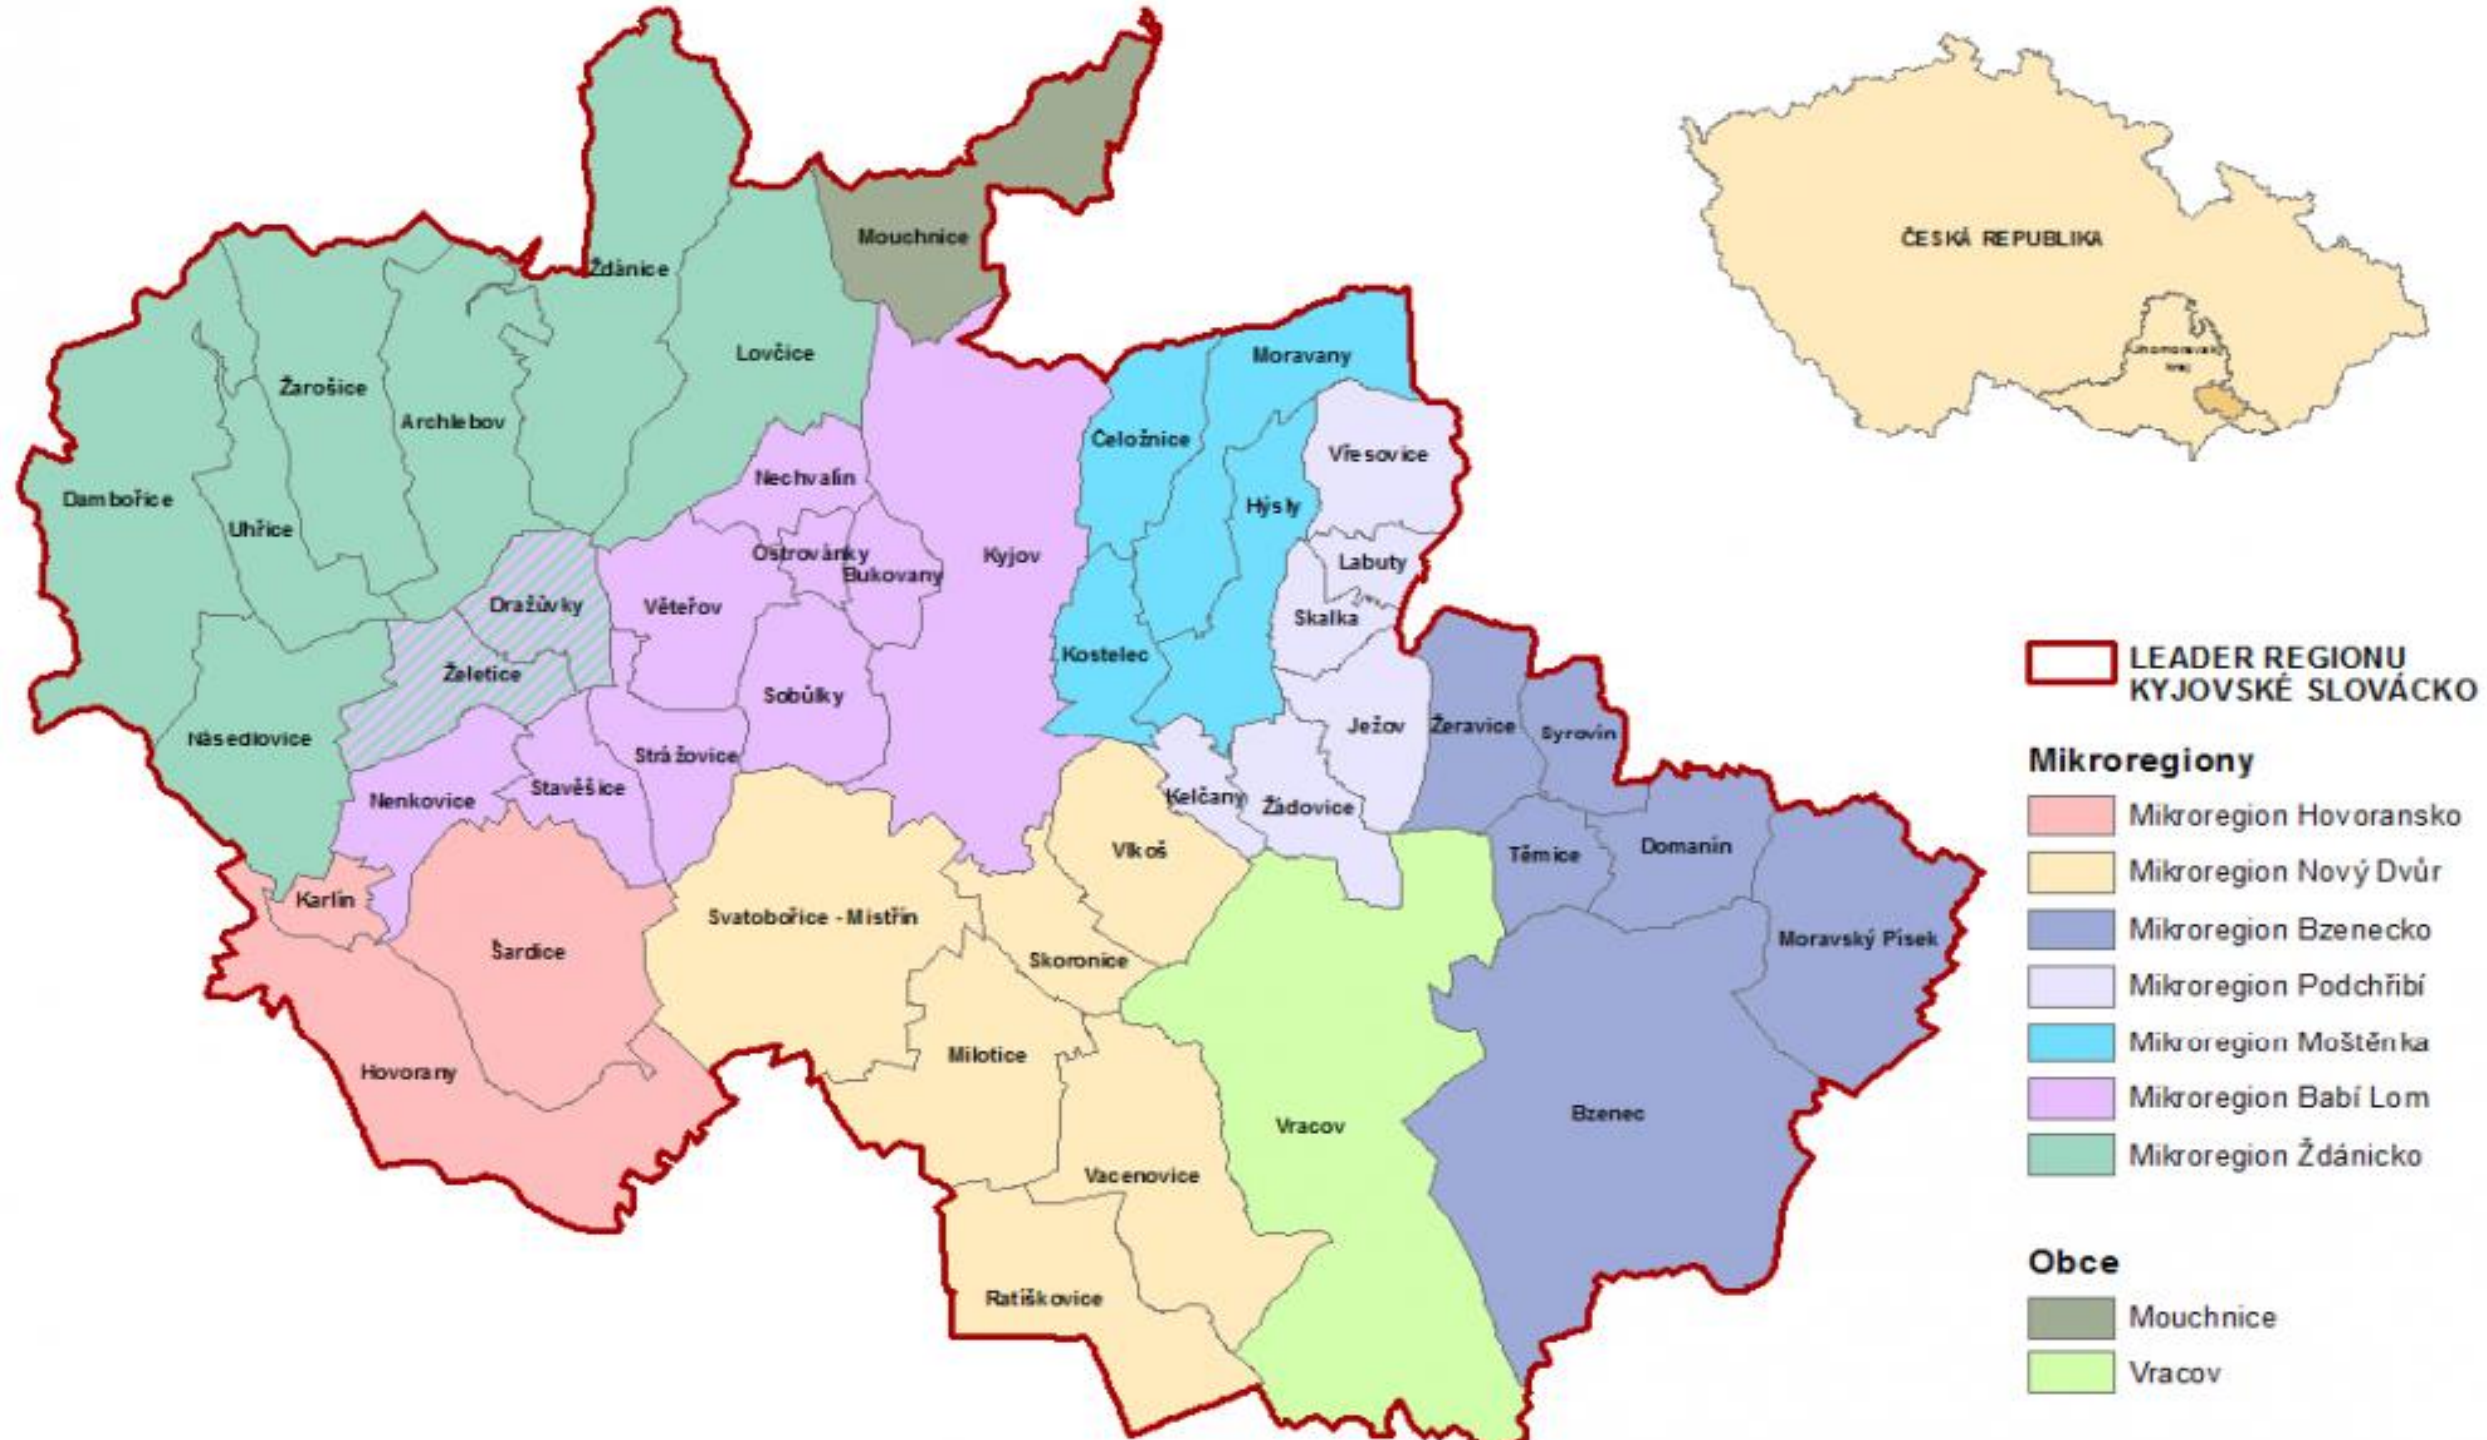 Mouchnice
ČESKÁ REPUBLIKA
Ždánice
Lovčice
Moravany
Žarošice
Archlebov
Čeložnice
Vřesovice
Nechvalín
Dambořice
Hýsly
Uhřice
Ostrovánky
Kyjov
Labuty
Bukovany
Dražůvky
Věteřov
Skalka
Kostelec
Želetice
Sobůlky
LEADER REGIONU
KYJOVSKÉ SLOVÁCKO
Násedlovice
Ježov
Žeravice
Syrovín
Strážovice
Mikroregiony
Stavěšice
Nenkovice
Kelčany
Žádovice
Mikroregion Hovoransko
Vlkoš
Těmice
Domanín
Mikroregion Nový Dvůr
Karlín
Svatobořice - Mistřín
Mikroregion Bzenecko
Moravský Písek
Šardice
Skoronice
Mikroregion Podchřibí
Milotice
Mikroregion Moštěnka
Hovorany
Mikroregion Babí Lom
Bzenec
Vracov
Mikroregion Ždánicko
Vacenovice
Obce
Ratíškovice
Mouchnice
Vracov